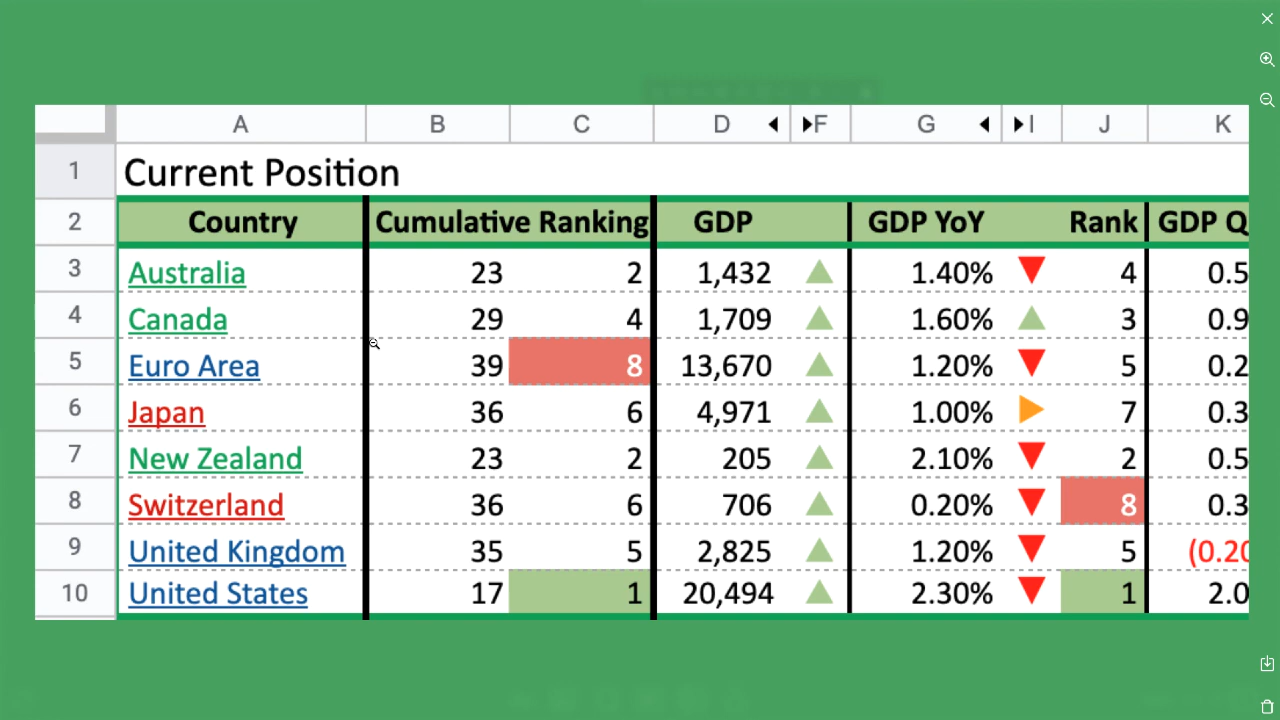 A B C D F G I J K
1 Current Position
2 Country Cumulative Ranking GDP GDP YoY Rank GDP Q
3 Australia 23 2 1,432 1.40% 4 0.5
4 Canada 29 4 1,709 1.60% 3 0.9
5 Euro Area 39 8 13,670 1.20% 5 0.2
6 Japan 36 6 4,971 1.00% 7 0.3
7 New Zealand 23 2 205 2.10% 2 0.5
8 Switzerland 36 6 706 0.20% 8 0.3
9 United Kingdom 35 5 2,825 1.20% 5 (0.20
10 United States 17 1 20,494 2.30% 1 2.0